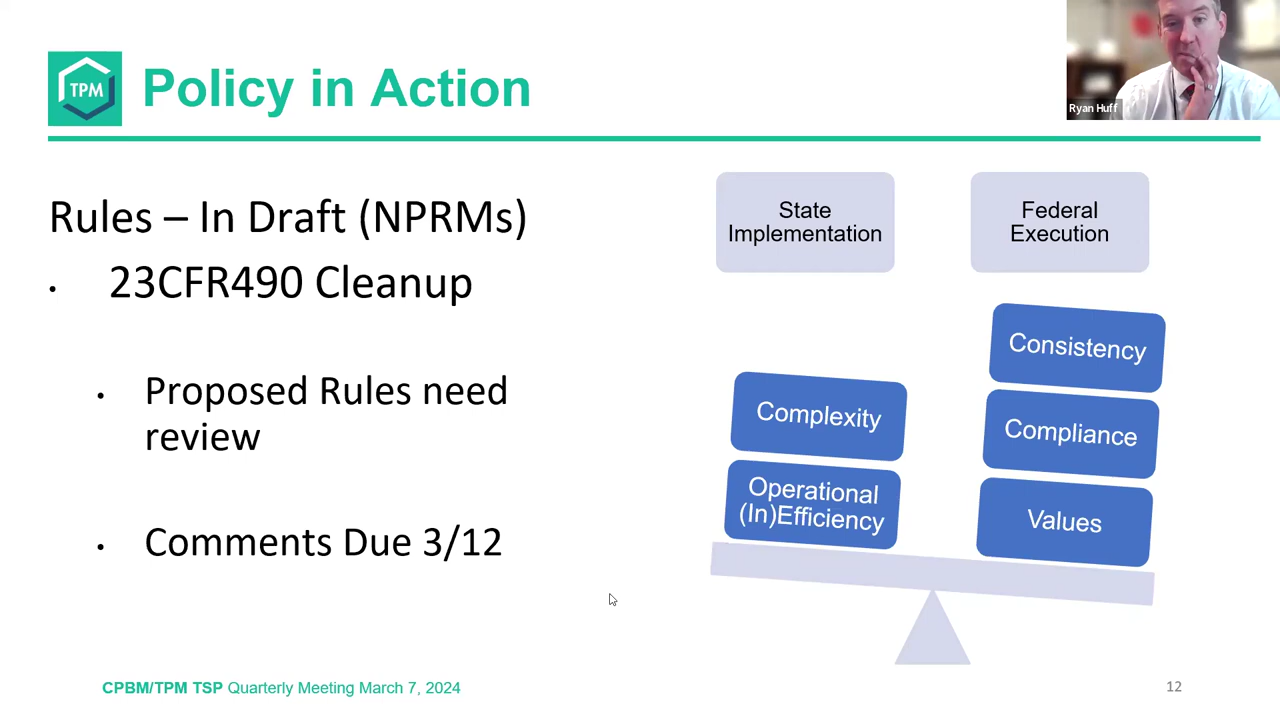 TPM
Policy in Action
Ryan Huff
Rules – In Draft (NPRMs)
• 23CFR490 Cleanup
• Proposed Rules need
review
• Comments Due 3/12
State
Implementation
Federal
Execution
Complexity
Operational
(In)Efficiency
Consistency
Compliance
Values
CPBM/TPM TSP Quarterly Meeting March 7, 2024
12